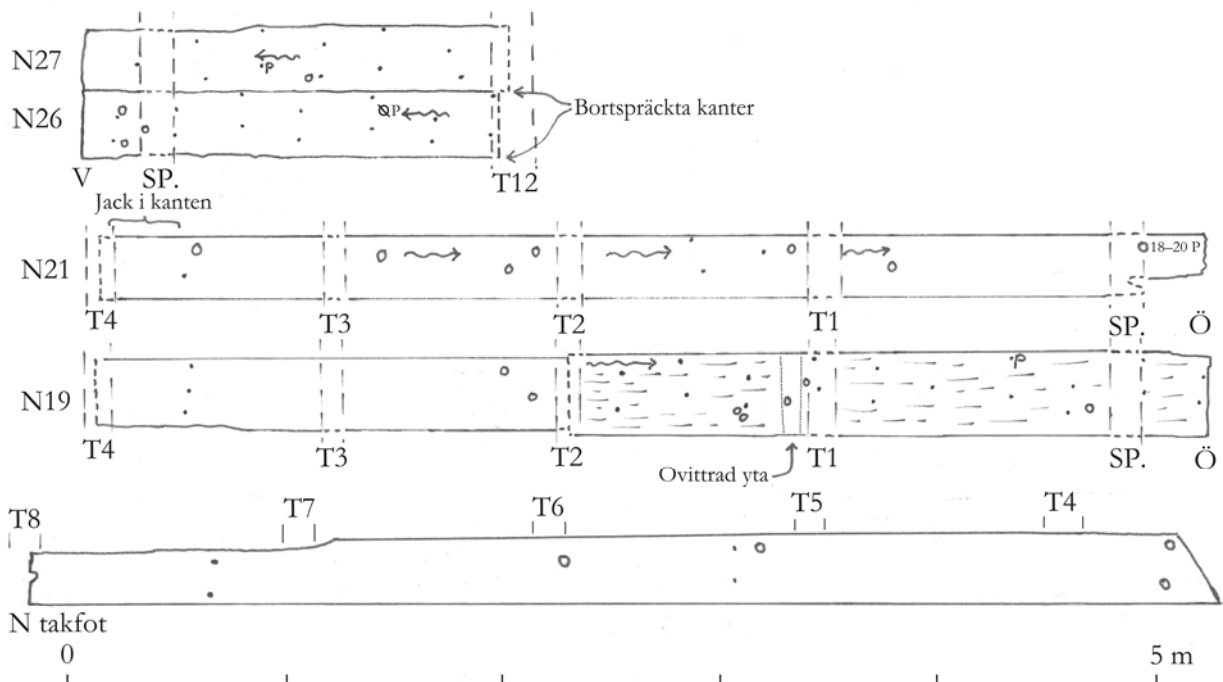 N27
P
N26
P
Bortspräckta kanter
V SP. T12
Jack i kanten
N21
18–20 P
T4 T3 T2 T1 SP. Ö
N19
P
T4 T3 T2 T1 SP. Ö
Ovittrad yta
T8 T7 T6 T5 T4
N takfot
0 5 m